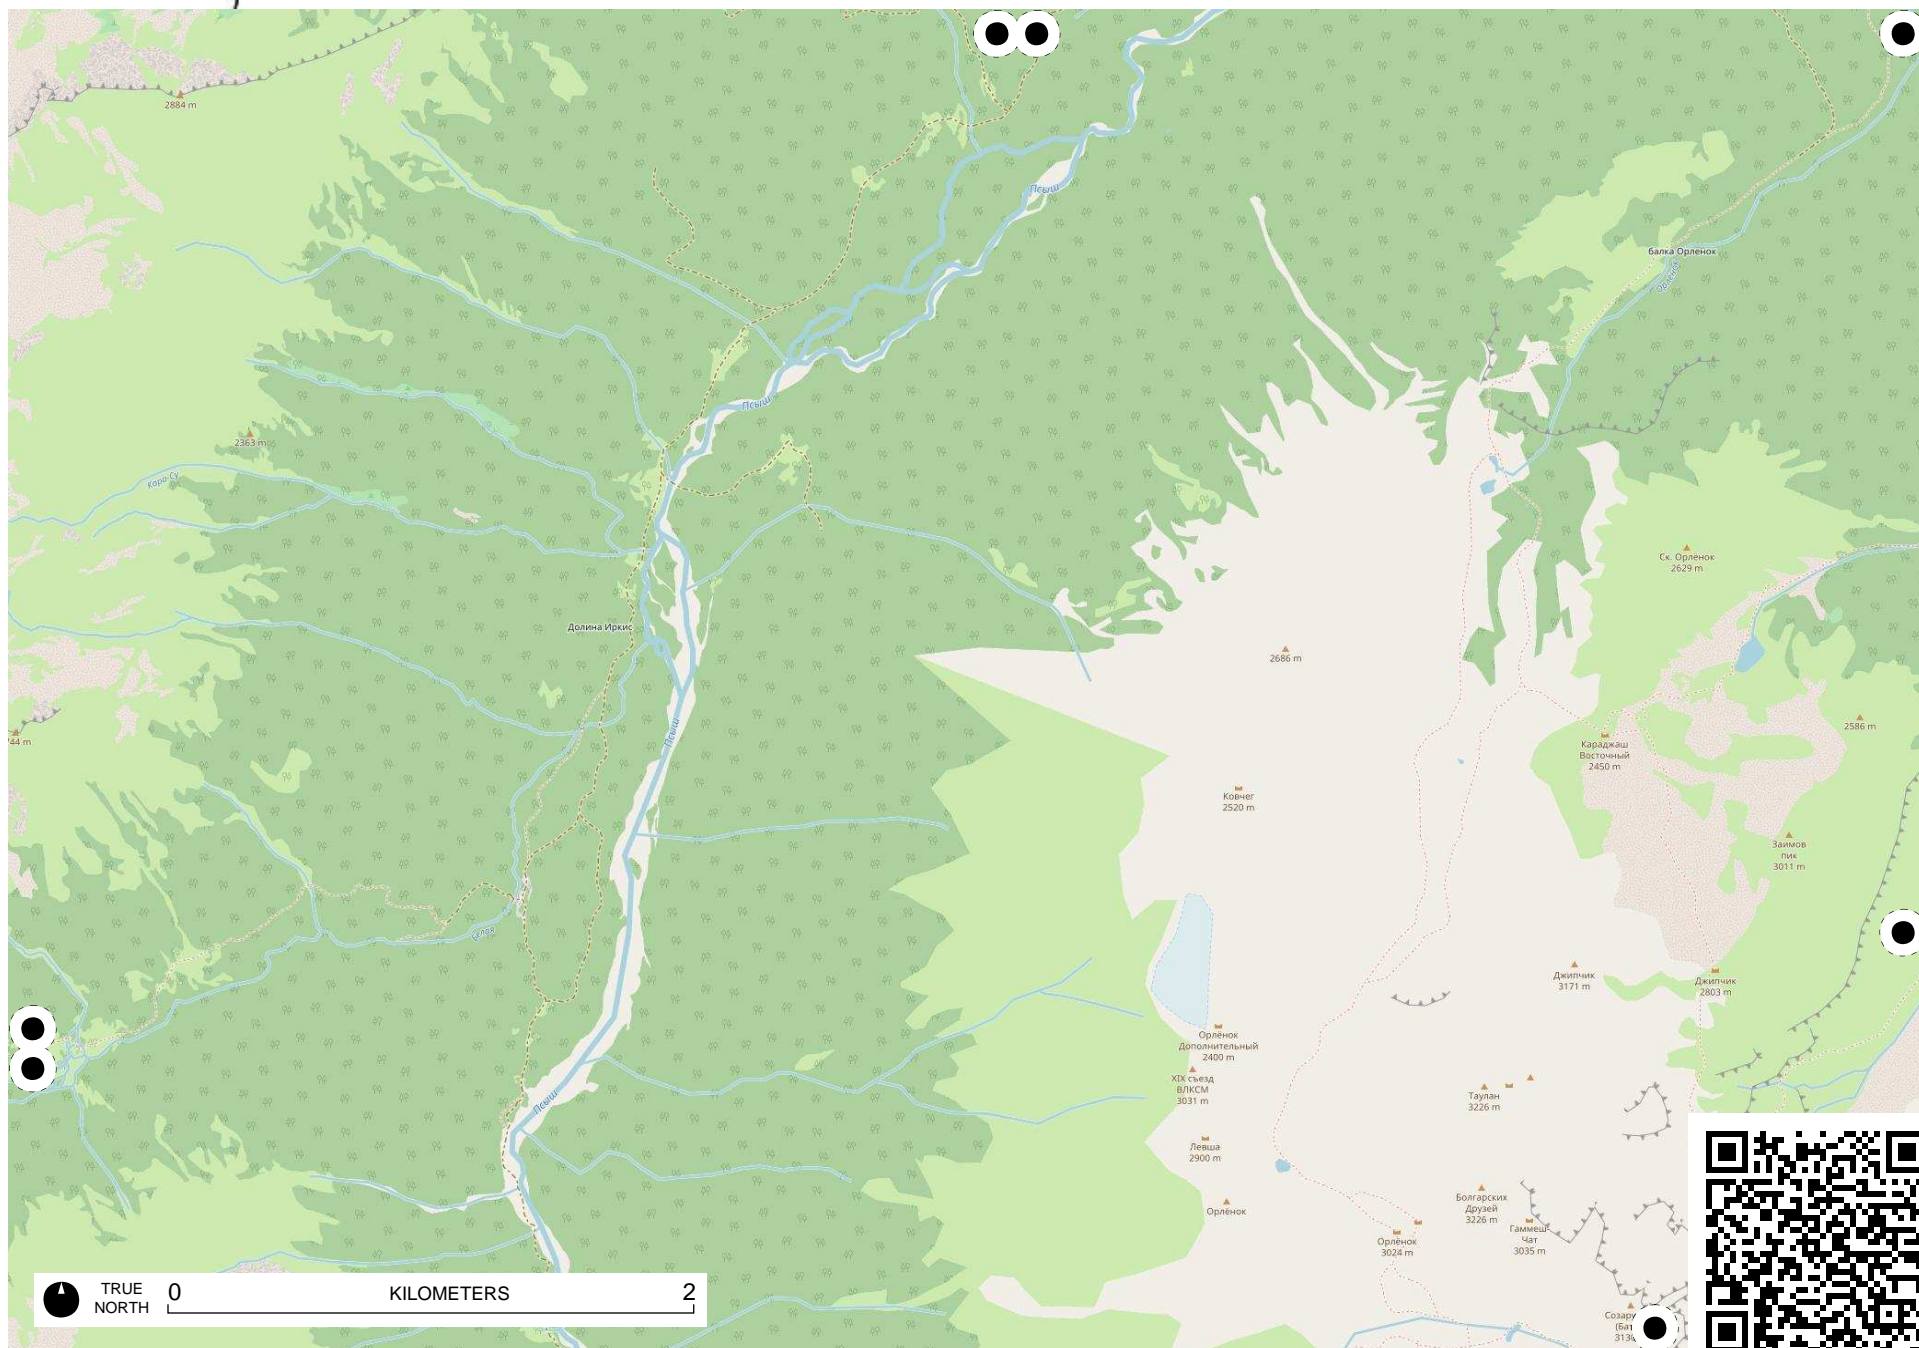 2884 m
Псыш
балка Орленок
Орлёнок
Псыш
2363 m
Кара-Су
Ск. Орлёнок
2629 m
Долина Иркис
2686 m
44 m
Псыш
2586 m
Караджаш
Восточный
2450 m
Ковчег
2520 m
Заимов
пик
3011 m
Белая
Джипчик
3171 m
Джипчик
2803 m
Орлёнок
Дополнительный
2400 m
XIX съезд
ВЛКСМ
3031 m
Таулан
3226 m
Псыш
Левша
2900 m
Болгарских
Друзей
3226 m
Орлёнок
Гаммеш-
Чат
3035 m
Орлёнок
3024 m
TRUE
NORTH
0 KILOMETERS 2